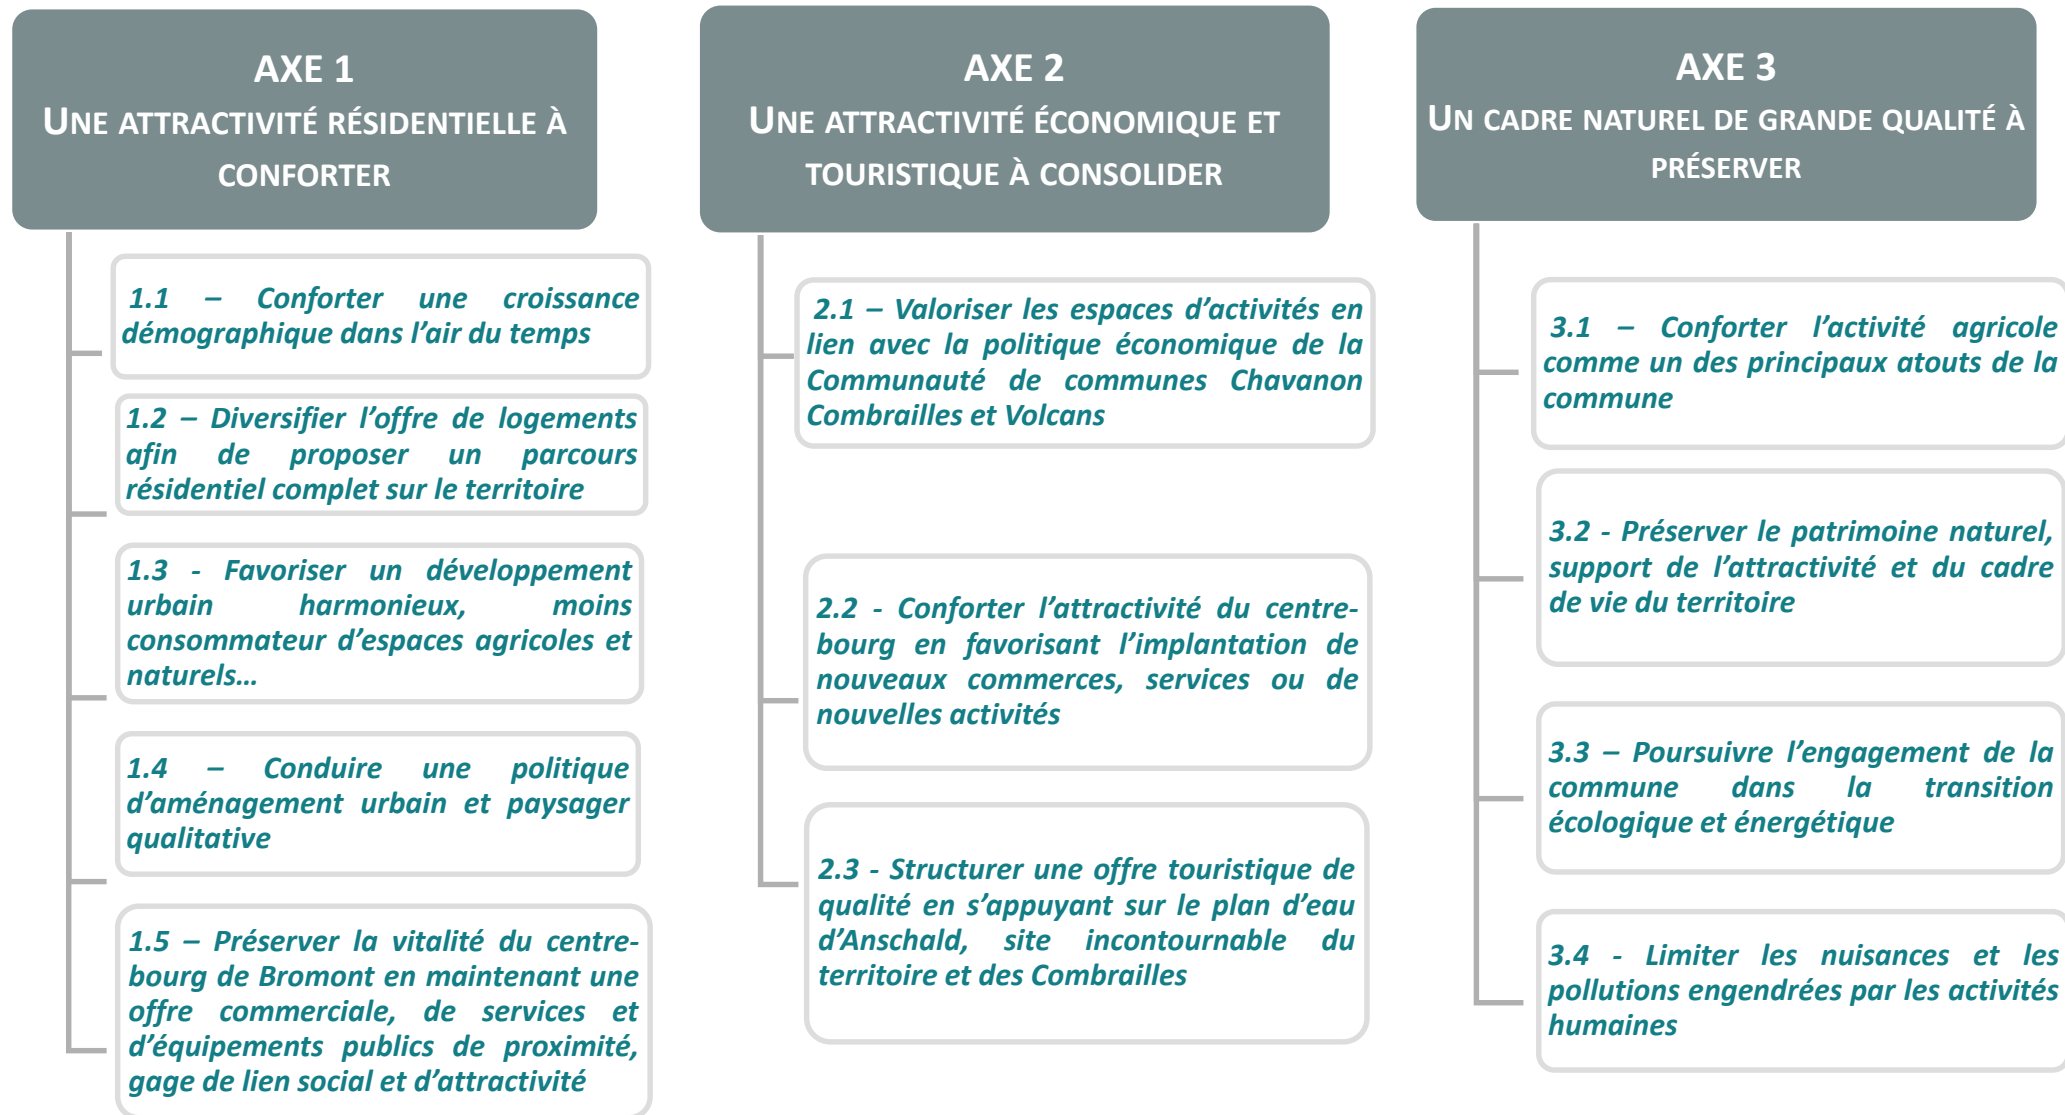 AXE 1
UNE ATTRACTIVITÉ RÉSIDENTIELLE À
CONFORTER
1.1 – Conforter une croissance
démographique dans l’air du temps
1.2 – Diversifier l’offre de logements
afin de proposer un parcours
résidentiel complet sur le territoire
1.3 - Favoriser un développement
urbain harmonieux, moins
consommateur d’espaces agricoles et
naturels…
1.4 – Conduire une politique
d’aménagement urbain et paysager
qualitative
1.5 – Préserver la vitalité du centre-
bourg de Bromont en maintenant une
offre commerciale, de services et
d’équipements publics de proximité,
gage de lien social et d’attractivité
AXE 2
UNE ATTRACTIVITÉ ÉCONOMIQUE ET
TOURISTIQUE À CONSOLIDER
2.1 – Valoriser les espaces d’activités en
lien avec la politique économique de la
Communauté de communes Chavanon
Combrailles et Volcans
2.2 - Conforter l’attractivité du centre-
bourg en favorisant l’implantation de
nouveaux commerces, services ou de
nouvelles activités
2.3 - Structurer une offre touristique de
qualité en s’appuyant sur le plan d’eau
d’Anschald, site incontournable du
territoire et des Combrailles
AXE 3
UN CADRE NATUREL DE GRANDE QUALITÉ À
PRÉSERVER
3.1 – Conforter l’activité agricole
comme un des principaux atouts de la
commune
3.2 - Préserver le patrimoine naturel,
support de l’attractivité et du cadre
de vie du territoire
3.3 – Poursuivre l’engagement de la
commune dans la transition
écologique et énergétique
3.4 - Limiter les nuisances et les
pollutions engendrées par les activités
humaines